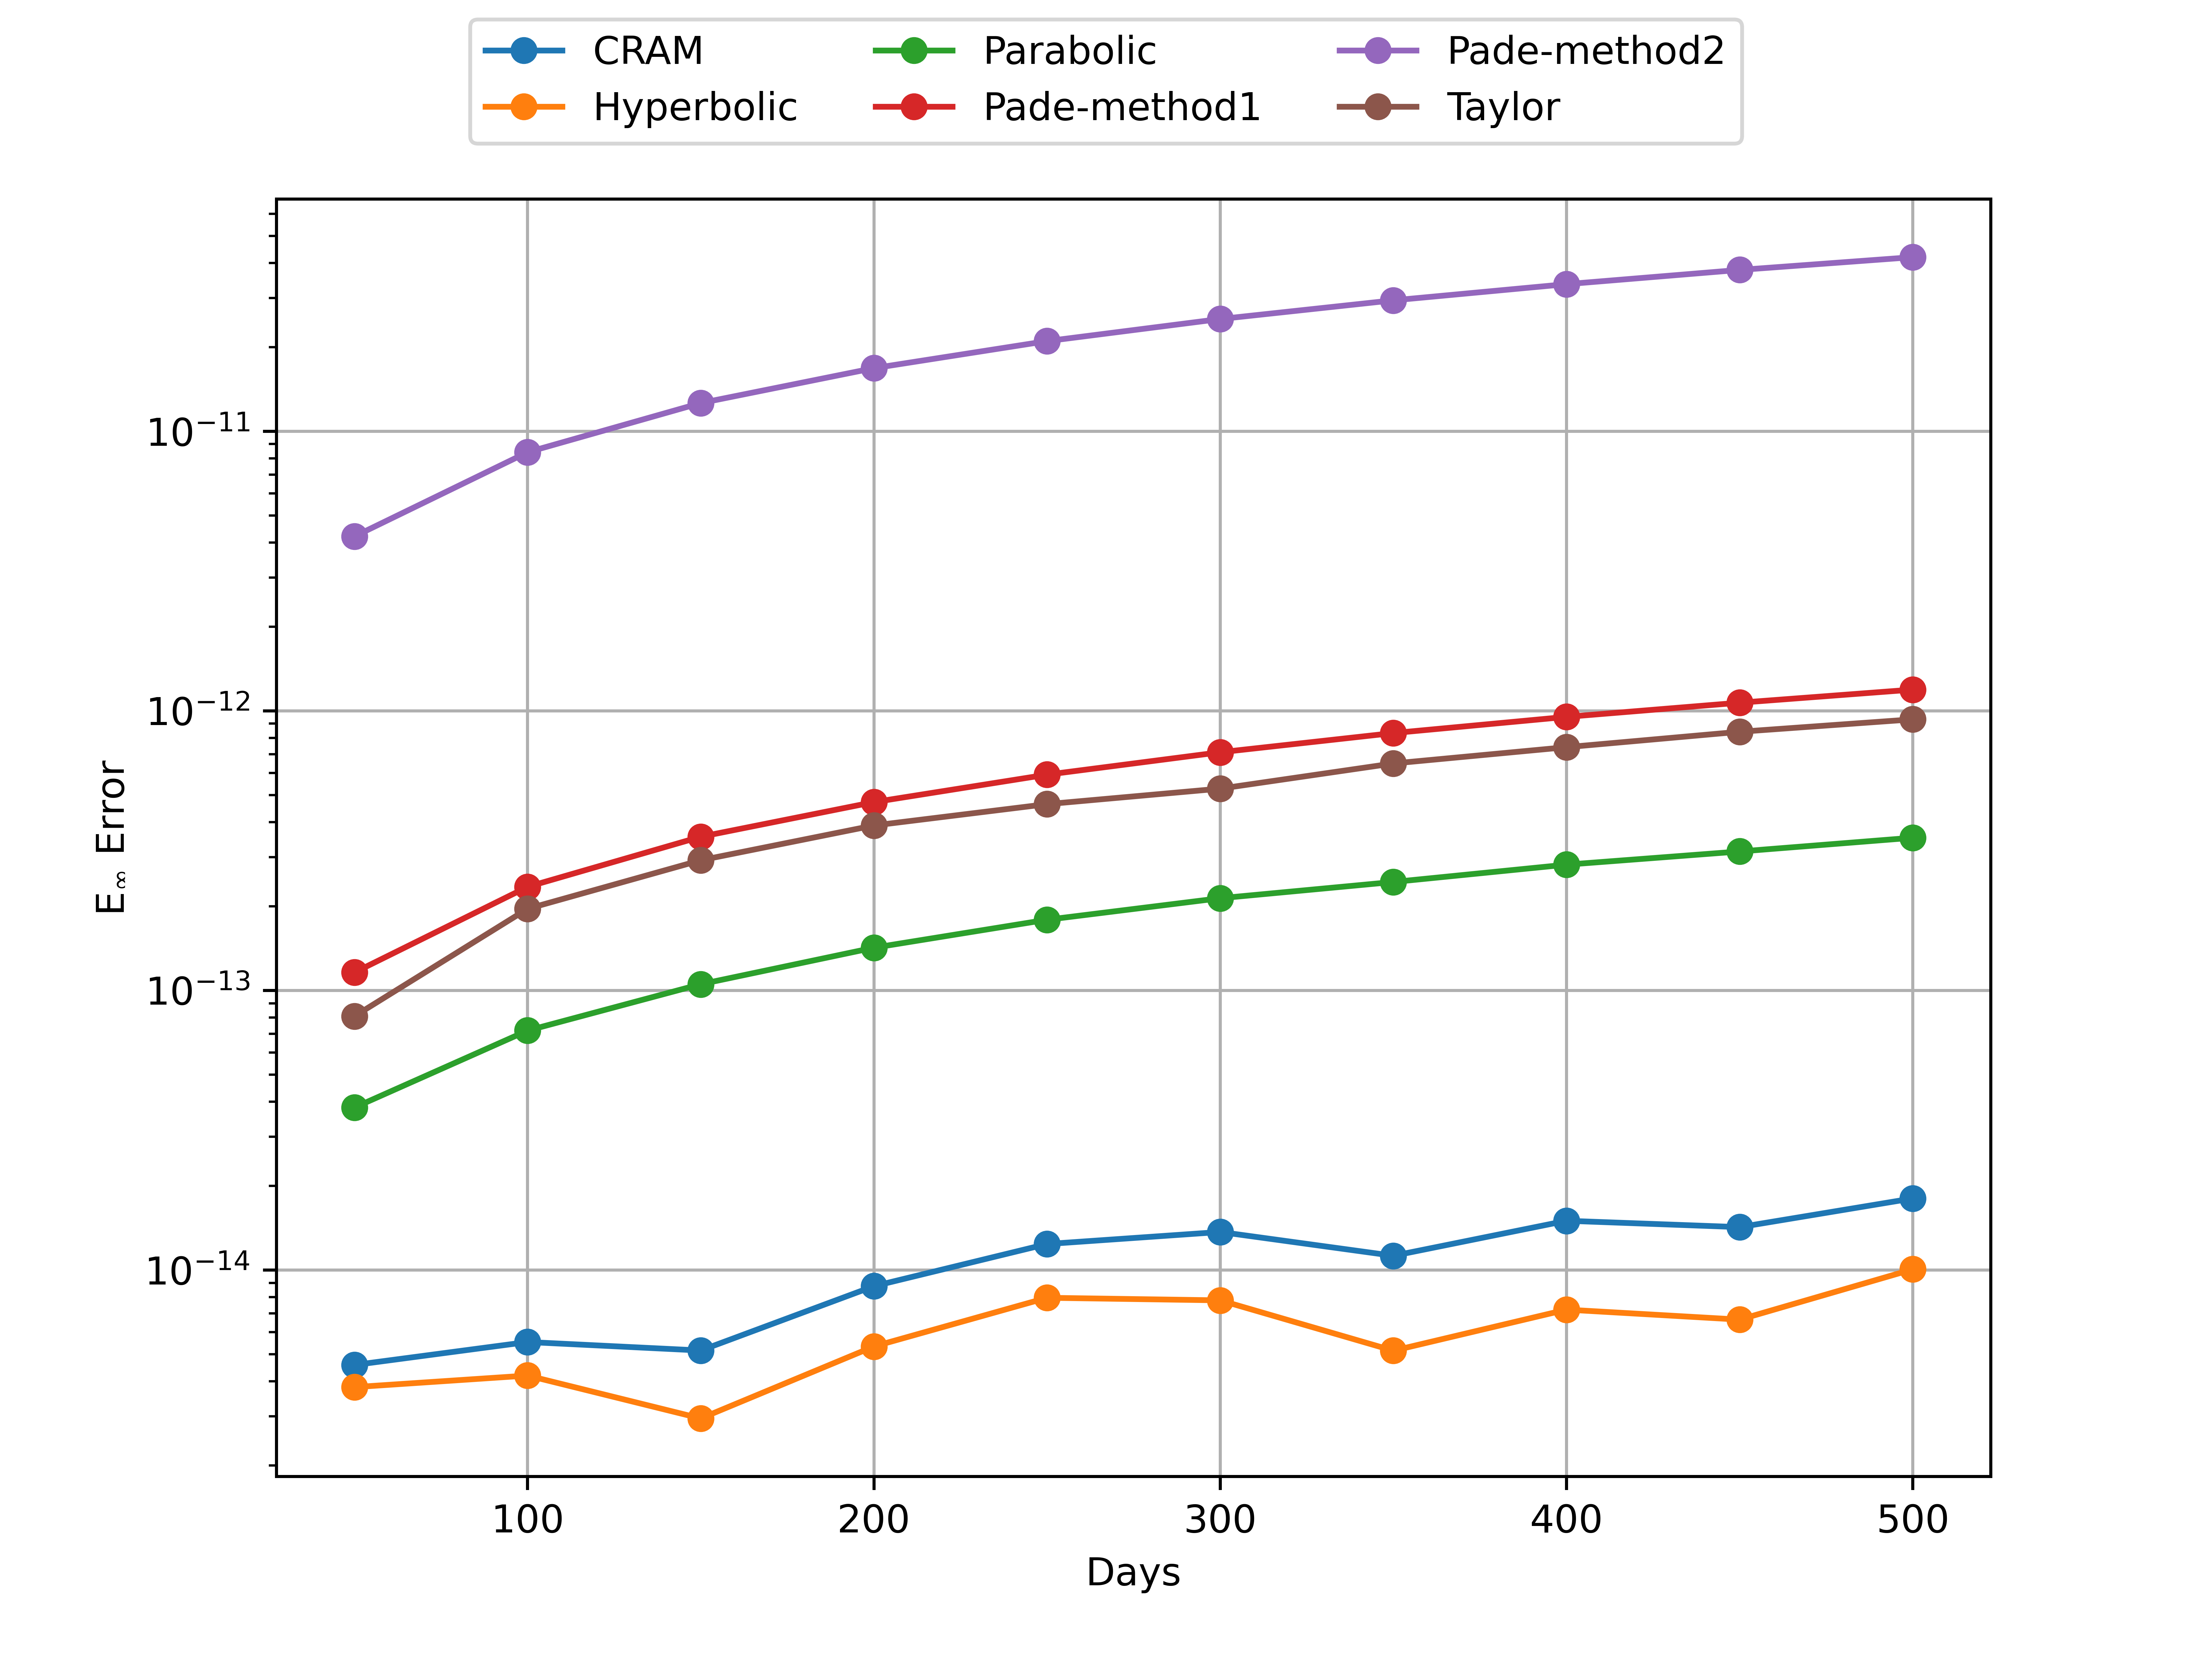 CRAM Parabolic Pade-method2
Hyperbolic Pade-method1 Taylor
10⁻¹¹
10⁻¹²
10⁻¹³
10⁻¹⁴
E∞ Error
100 200 300 400 500
Days